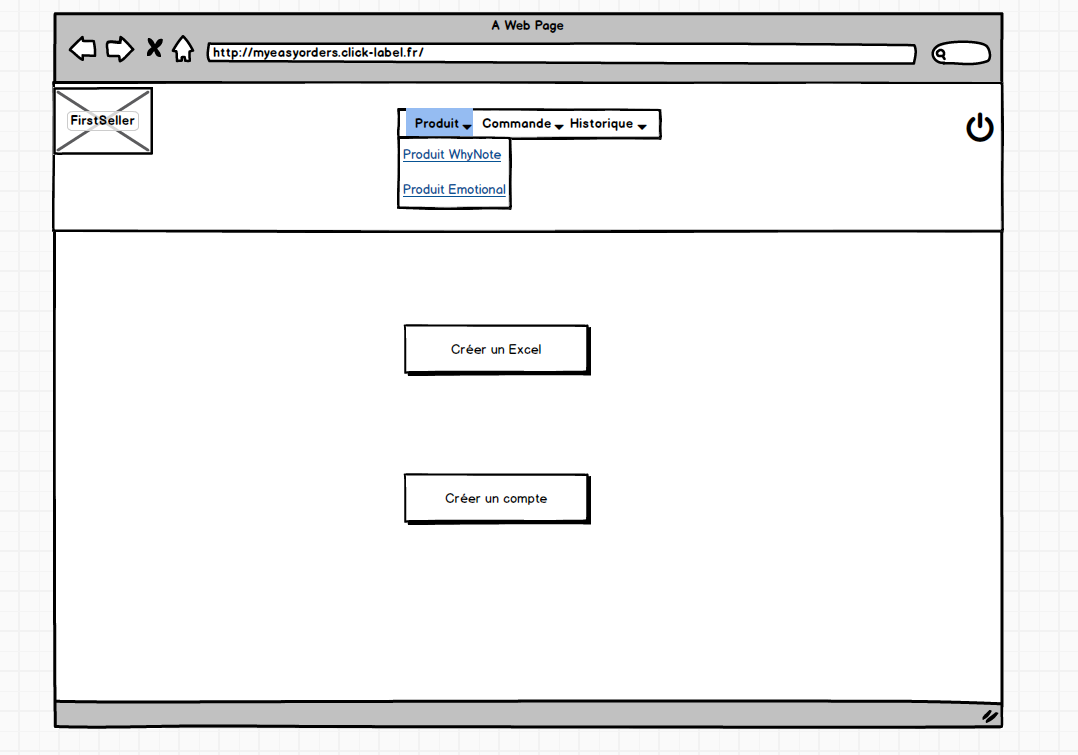 A Web Page
http://myeasyorders.click-label.fr/
FirstSeller
Produit Commande Historique
Produit WhyNote
Produit Emotional
Créer un Excel
Créer un compte